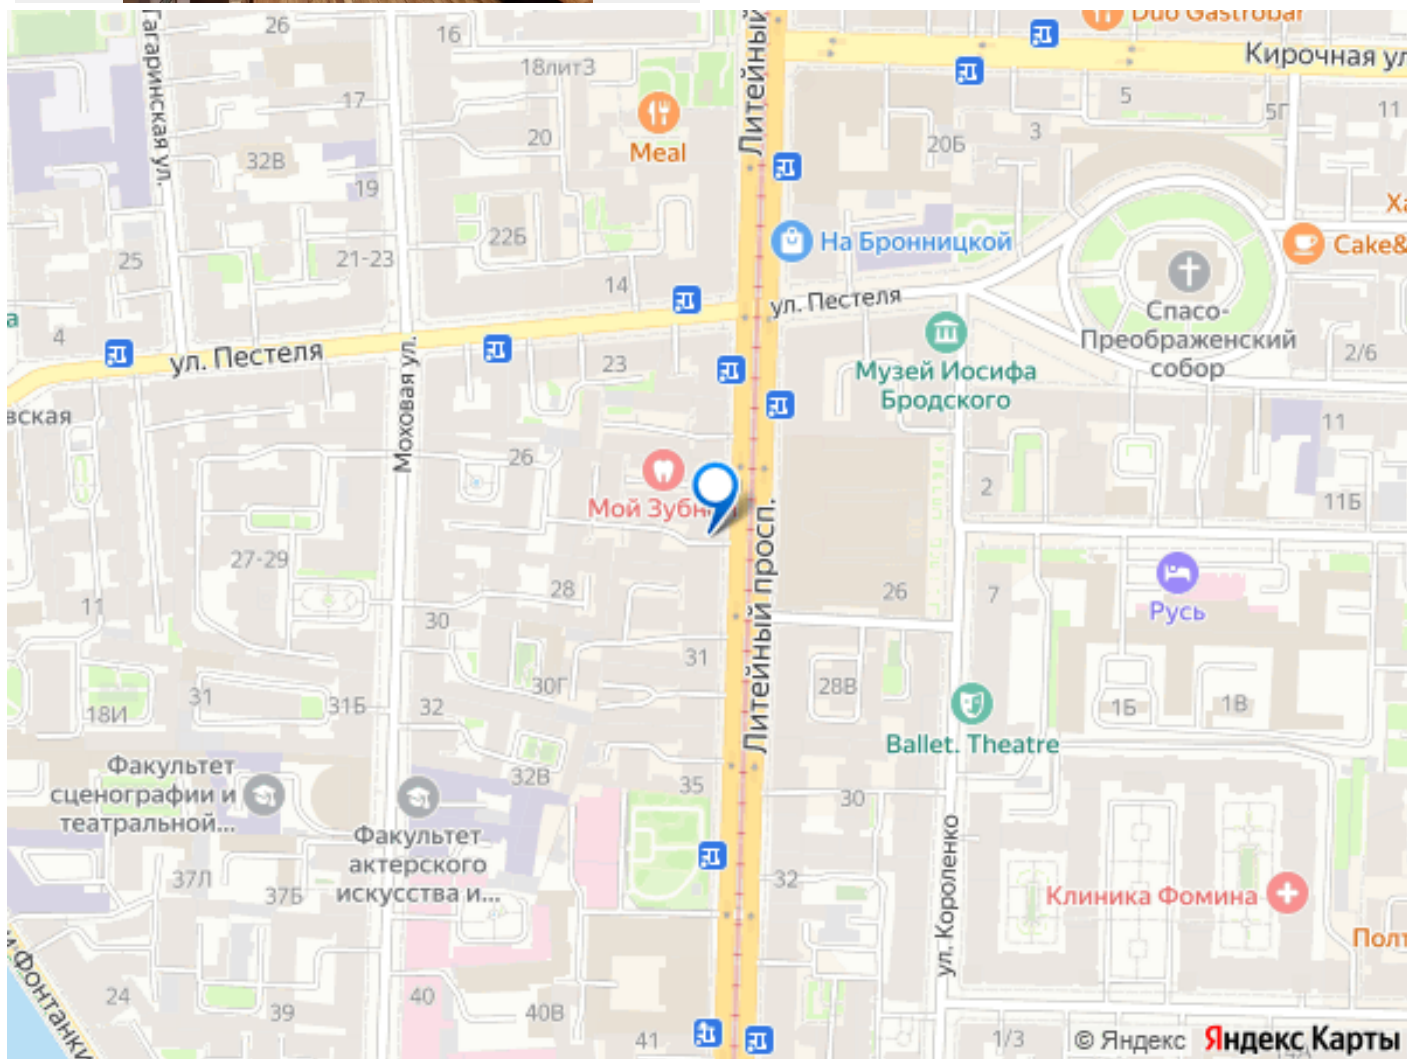 Duo Gastrobar
26
16
Литейный
Кирочная ул
Гагаринская ул.
18лит3
17
5
5Г
11
20
3
20Б
Meal
32В
19
Ха
22Б
На Бронницкой
Cake&
25
21-23
14
ул. Пестеля
Спасо-
Преображенский
собор
а
4
ул. Пестеля
23
Музей Иосифа
Бродского
2/6
Моховая ул.
вская
11
26
Мой Зубн
2
11Б
27-29
Литейный просп.
28
26
7
Русь
11
30
31
30Г
28В
31
31Б
32
18И
1Б
1В
Ballet. Theatre
Факультет
сценографии и
театральной...
32В
35
30
Факультет
актерского
искусства и...
ул. Короленко
37Л
37Б
32
Клиника Фомина
Полт
и Фонтанки
24
39
40
40В
41
1/3
© Яндекс Яндекс Карты